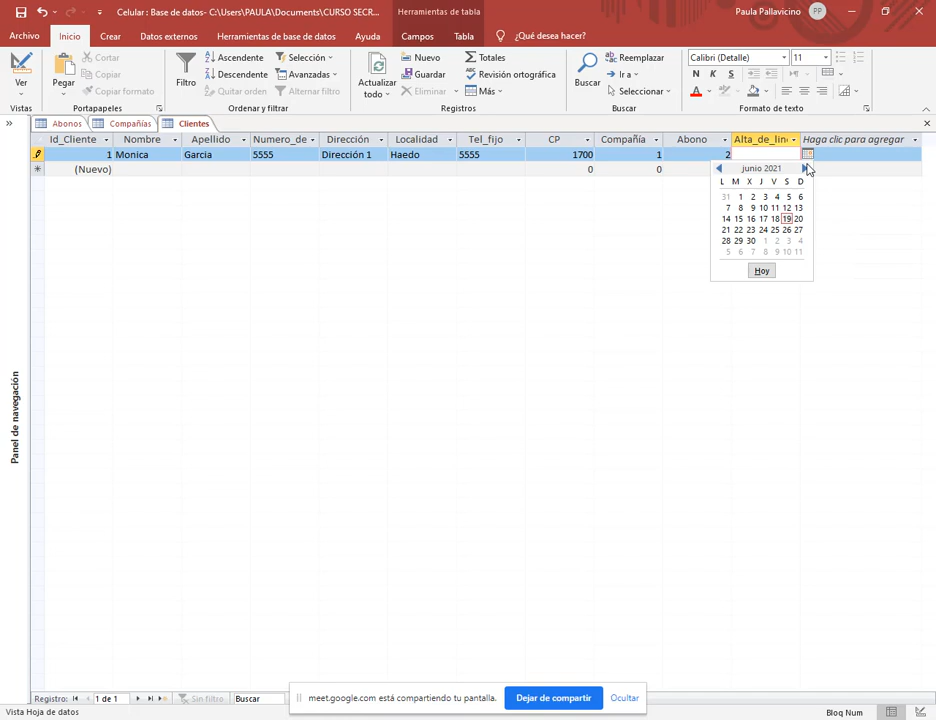 Celular : Base de datos- C:\Users\PAULA\Documents\CURSO SECR...
Herramientas de tabla
Paula Pallavicino
PP
Archivo
Inicio
Crear
Datos externos
Herramientas de base de datos
Ayuda
Campos
Tabla
¿Qué desea hacer?
Ver
Pegar
Cortar
Copiar
Copiar formato
Filtro
Ascendente
Descendente
Quitar orden
Selección
Avanzadas
Alternar filtro
Actualizar todo
Nuevo
Guardar
Eliminar
Totales
Revisión ortográfica
Más
Buscar
Reemplazar
Ir a
Seleccionar
Calibri (Detalle)
11
N K S
A
Vistas
Portapapeles
Ordenar y filtrar
Registros
Buscar
Formato de texto
Abonos
Compañías
Clientes
Id_Cliente Nombre Apellido Numero_de Dirección Localidad Tel_fijo CP Compañía Abono Alta_de_line Haga clic para agregar
1 Monica Garcia 5555 Dirección 1 Haedo 5555 1700 1 2
(Nuevo) 0 0
junio 2021
L M X J V S D
31 1 2 3 4 5 6
7 8 9 10 11 12 13
14 15 16 17 18 19 20
21 22 23 24 25 26 27
28 29 30 1 2 3 4
5 6 7 8 9 10 11
Hoy
Panel de navegación
Registro: 1 de 1
Sin filtro
Buscar
meet.google.com está compartiendo tu pantalla.
Dejar de compartir
Ocultar
Vista Hoja de datos
Bloq Num